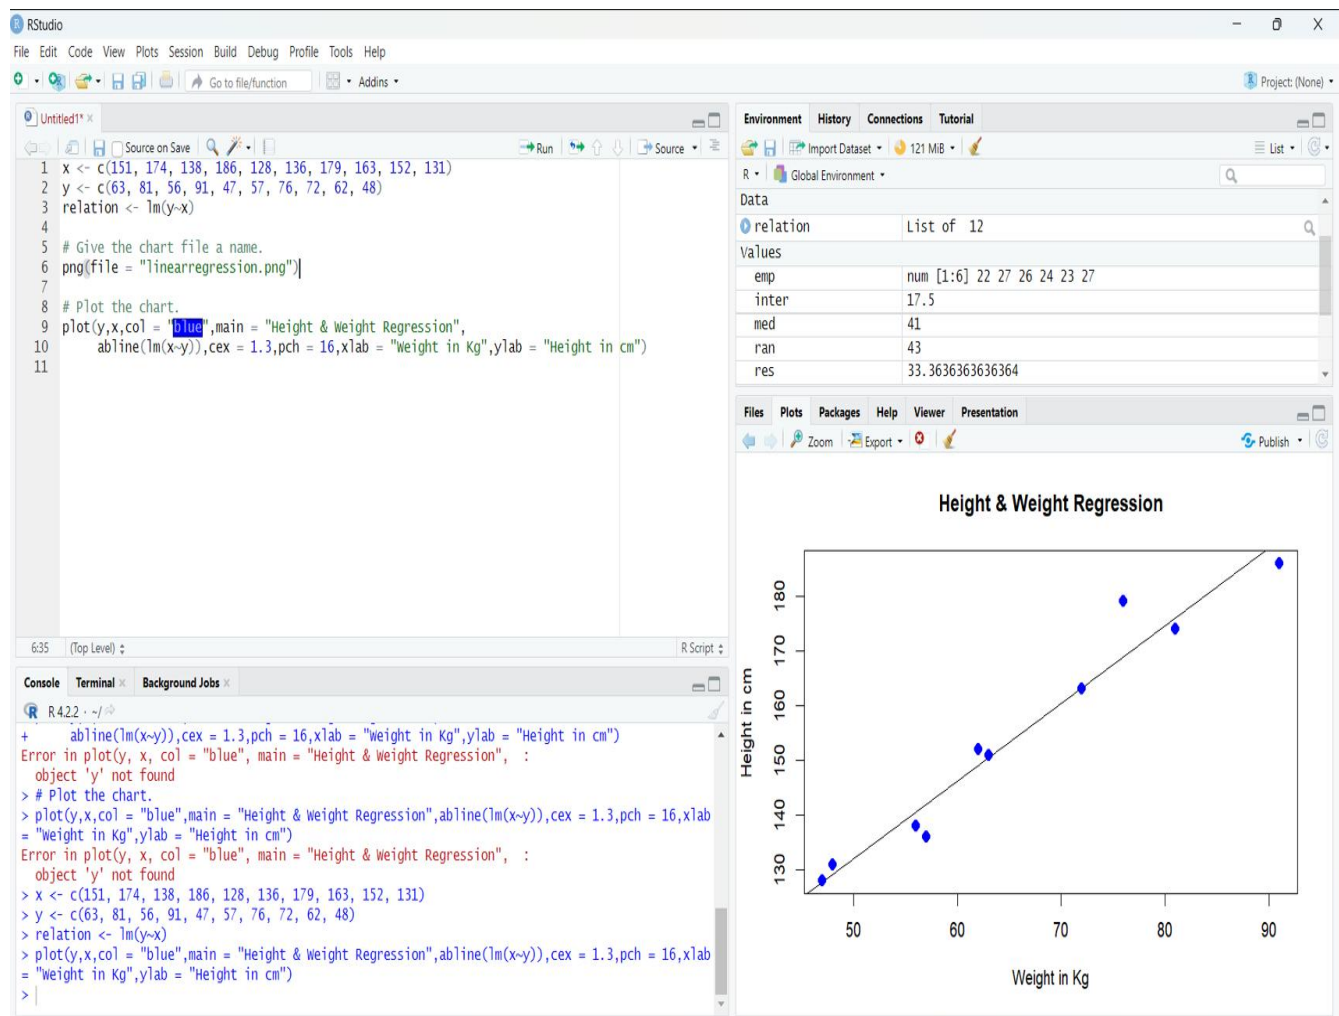 RStudio
File Edit Code View Plots Session Build Debug Profile Tools Help
Go to file/function Addins
Project: (None)
Untitled1*
Source on Save Run Source
1 x <- c(151, 174, 138, 186, 128, 136, 179, 163, 152, 131)
2 y <- c(63, 81, 56, 91, 47, 57, 76, 72, 62, 48)
3 relation <- lm(y~x)
4
5 # Give the chart file a name.
6 png(file = "linearregression.png")
7
8 # Plot the chart.
9 plot(y,x,col = "blue",main = "Height & Weight Regression",
10 abline(lm(x~y)),cex = 1.3,pch = 16,xlab = "Weight in Kg",ylab = "Height in cm")
11
6:35 (Top Level) R Script
Console Terminal Background Jobs
R 4.2.2 · ~/
+ abline(lm(x~y)),cex = 1.3,pch = 16,xlab = "Weight in Kg",ylab = "Height in cm")
Error in plot(y, x, col = "blue", main = "Height & Weight Regression", :
object 'y' not found
> # Plot the chart.
> plot(y,x,col = "blue",main = "Height & Weight Regression",abline(lm(x~y)),cex = 1.3,pch = 16,xlab
= "Weight in Kg",ylab = "Height in cm")
Error in plot(y, x, col = "blue", main = "Height & Weight Regression", :
object 'y' not found
> x <- c(151, 174, 138, 186, 128, 136, 179, 163, 152, 131)
> y <- c(63, 81, 56, 91, 47, 57, 76, 72, 62, 48)
> relation <- lm(y~x)
> plot(y,x,col = "blue",main = "Height & Weight Regression",abline(lm(x~y)),cex = 1.3,pch = 16,xlab
= "Weight in Kg",ylab = "Height in cm")
>
Environment History Connections Tutorial
Import Dataset 121 MiB List
R Global Environment
Data
relation List of 12
Values
emp num [1:6] 22 27 26 24 23 27
inter 17.5
med 41
ran 43
res 33.3636363636364
Files Plots Packages Help Viewer Presentation
Zoom Export Publish
Height & Weight Regression
Height in cm
180
170
160
150
140
130
50 60 70 80 90
Weight in Kg